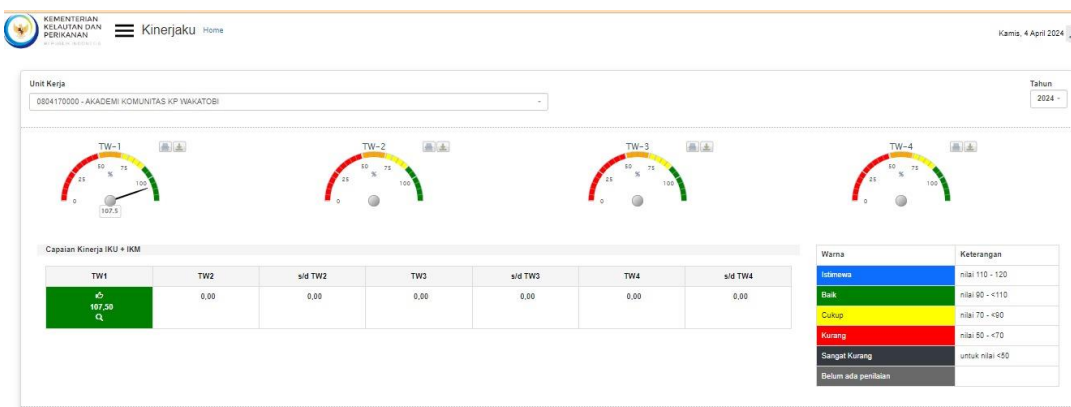 KEMENTERIAN
KELAUTAN DAN
PERIKANAN
REPUBLIK INDONESIA
Kinerjaku Home
Kamis, 4 April 2024
Unit Kerja
Tahun
0804170000 - AKADEMI KOMUNITAS KP WAKATOBI
2024
TW-1
0
25
50
75
100
%
107.5
TW-2
0
25
50
75
100
%
TW-3
0
25
50
75
100
%
TW-4
0
25
50
75
100
%
Capaian Kinerja IKU + IKM
TW1 TW2 s/d TW2 TW3 s/d TW3 TW4 s/d TW4
107,50 0,00 0,00 0,00 0,00 0,00 0,00
Warna Keterangan
Istimewa nilai 110 - 120
Baik nilai 90 - <110
Cukup nilai 70 - <90
Kurang nilai 50 - <70
Sangat Kurang untuk nilai <50
Belum ada penilaian